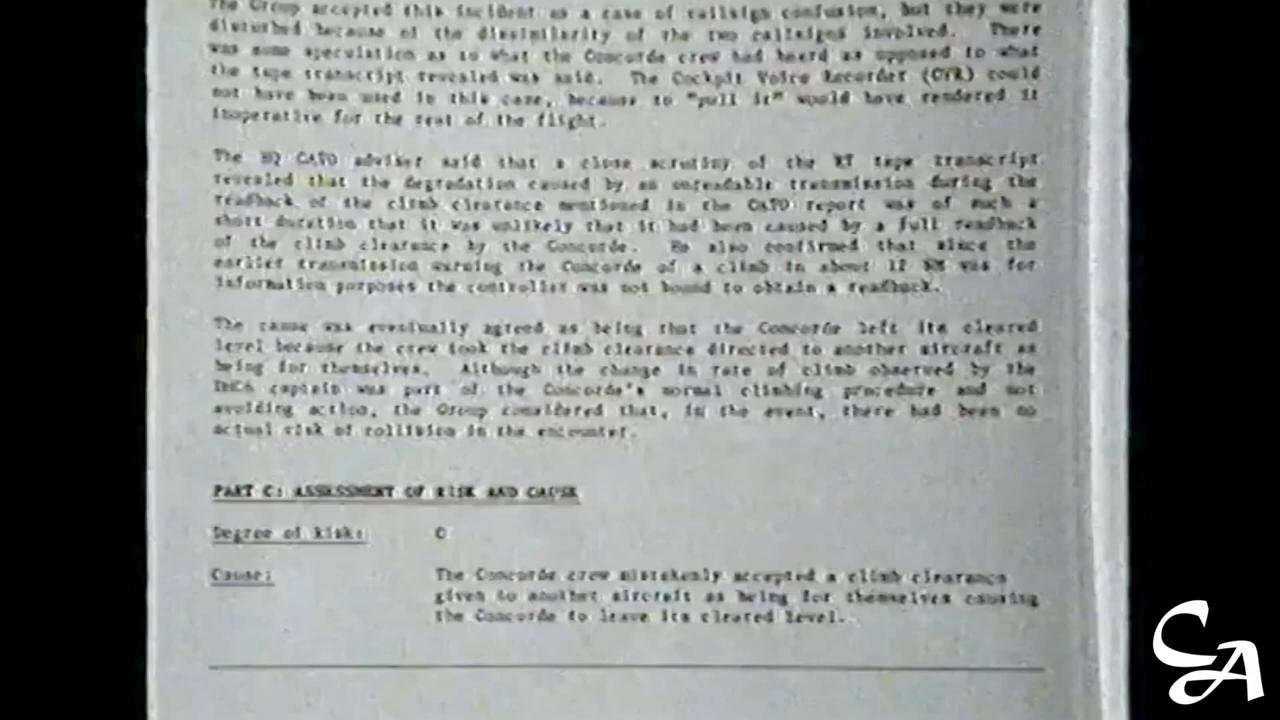 The Group accepted this incident as a case of callsign confusion, but they were
disturbed because of the dissimilarity of the two callsigns involved. There
was some speculation as to what the Concorde crew had heard as opposed to what
the tape transcript revealed was said. The Cockpit Voice Recorder (CVR) could
not have been used in this case, because to "pull it" would have rendered it
inoperative for the rest of the flight.
The HQ CATO adviser said that a close scrutiny of the RT tape transcript
revealed that the degradation caused by an unreadable transmission during the
readback of the climb clearance mentioned in the CATO report was of such a
short duration that it was unlikely that it had been caused by a full readback
of the climb clearance by the Concorde. He also confirmed that since the
earlier transmission warning the Concorde of a climb in about 12 NM was for
information purposes the controller was not bound to obtain a readback.
The cause was eventually agreed as being that the Concorde left its cleared
level because the crew took the climb clearance directed to another aircraft as
being for themselves. Although the change in rate of climb observed by the
captain was part of the Concorde's normal climbing procedure and not
avoiding action, the Group considered that, in the event, there had been no
actual risk of collision in the encounter.
PART C: ASSESSMENT OF RISK AND CAUSE
Degree of Risk: C
Cause: The Concorde crew mistakenly accepted a climb clearance
given to another aircraft as being for themselves causing
the Concorde to leave its cleared level.
CA